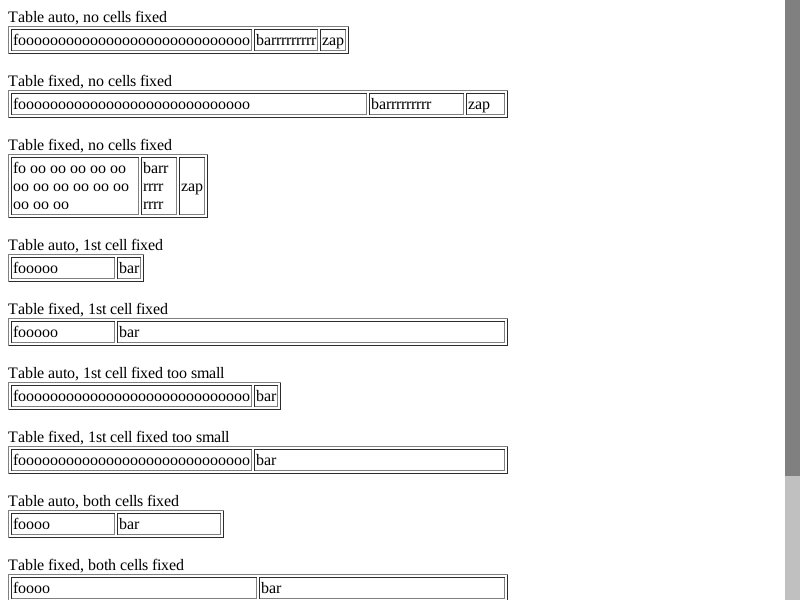 Table auto, no cells fixed
fooooooooooooooooooooooooooooo barrrrrrrrr zap
Table fixed, no cells fixed
fooooooooooooooooooooooooooooo barrrrrrrrr zap
Table fixed, no cells fixed
fo oo oo oo oo oo barr
oo oo oo oo oo oo rrrr zap
oo oo oo rrrr
Table auto, 1st cell fixed
fooooo bar
Table fixed, 1st cell fixed
fooooo bar
Table auto, 1st cell fixed too small
fooooooooooooooooooooooooooooo bar
Table fixed, 1st cell fixed too small
fooooooooooooooooooooooooooooo bar
Table auto, both cells fixed
foooo bar
Table fixed, both cells fixed
foooo bar